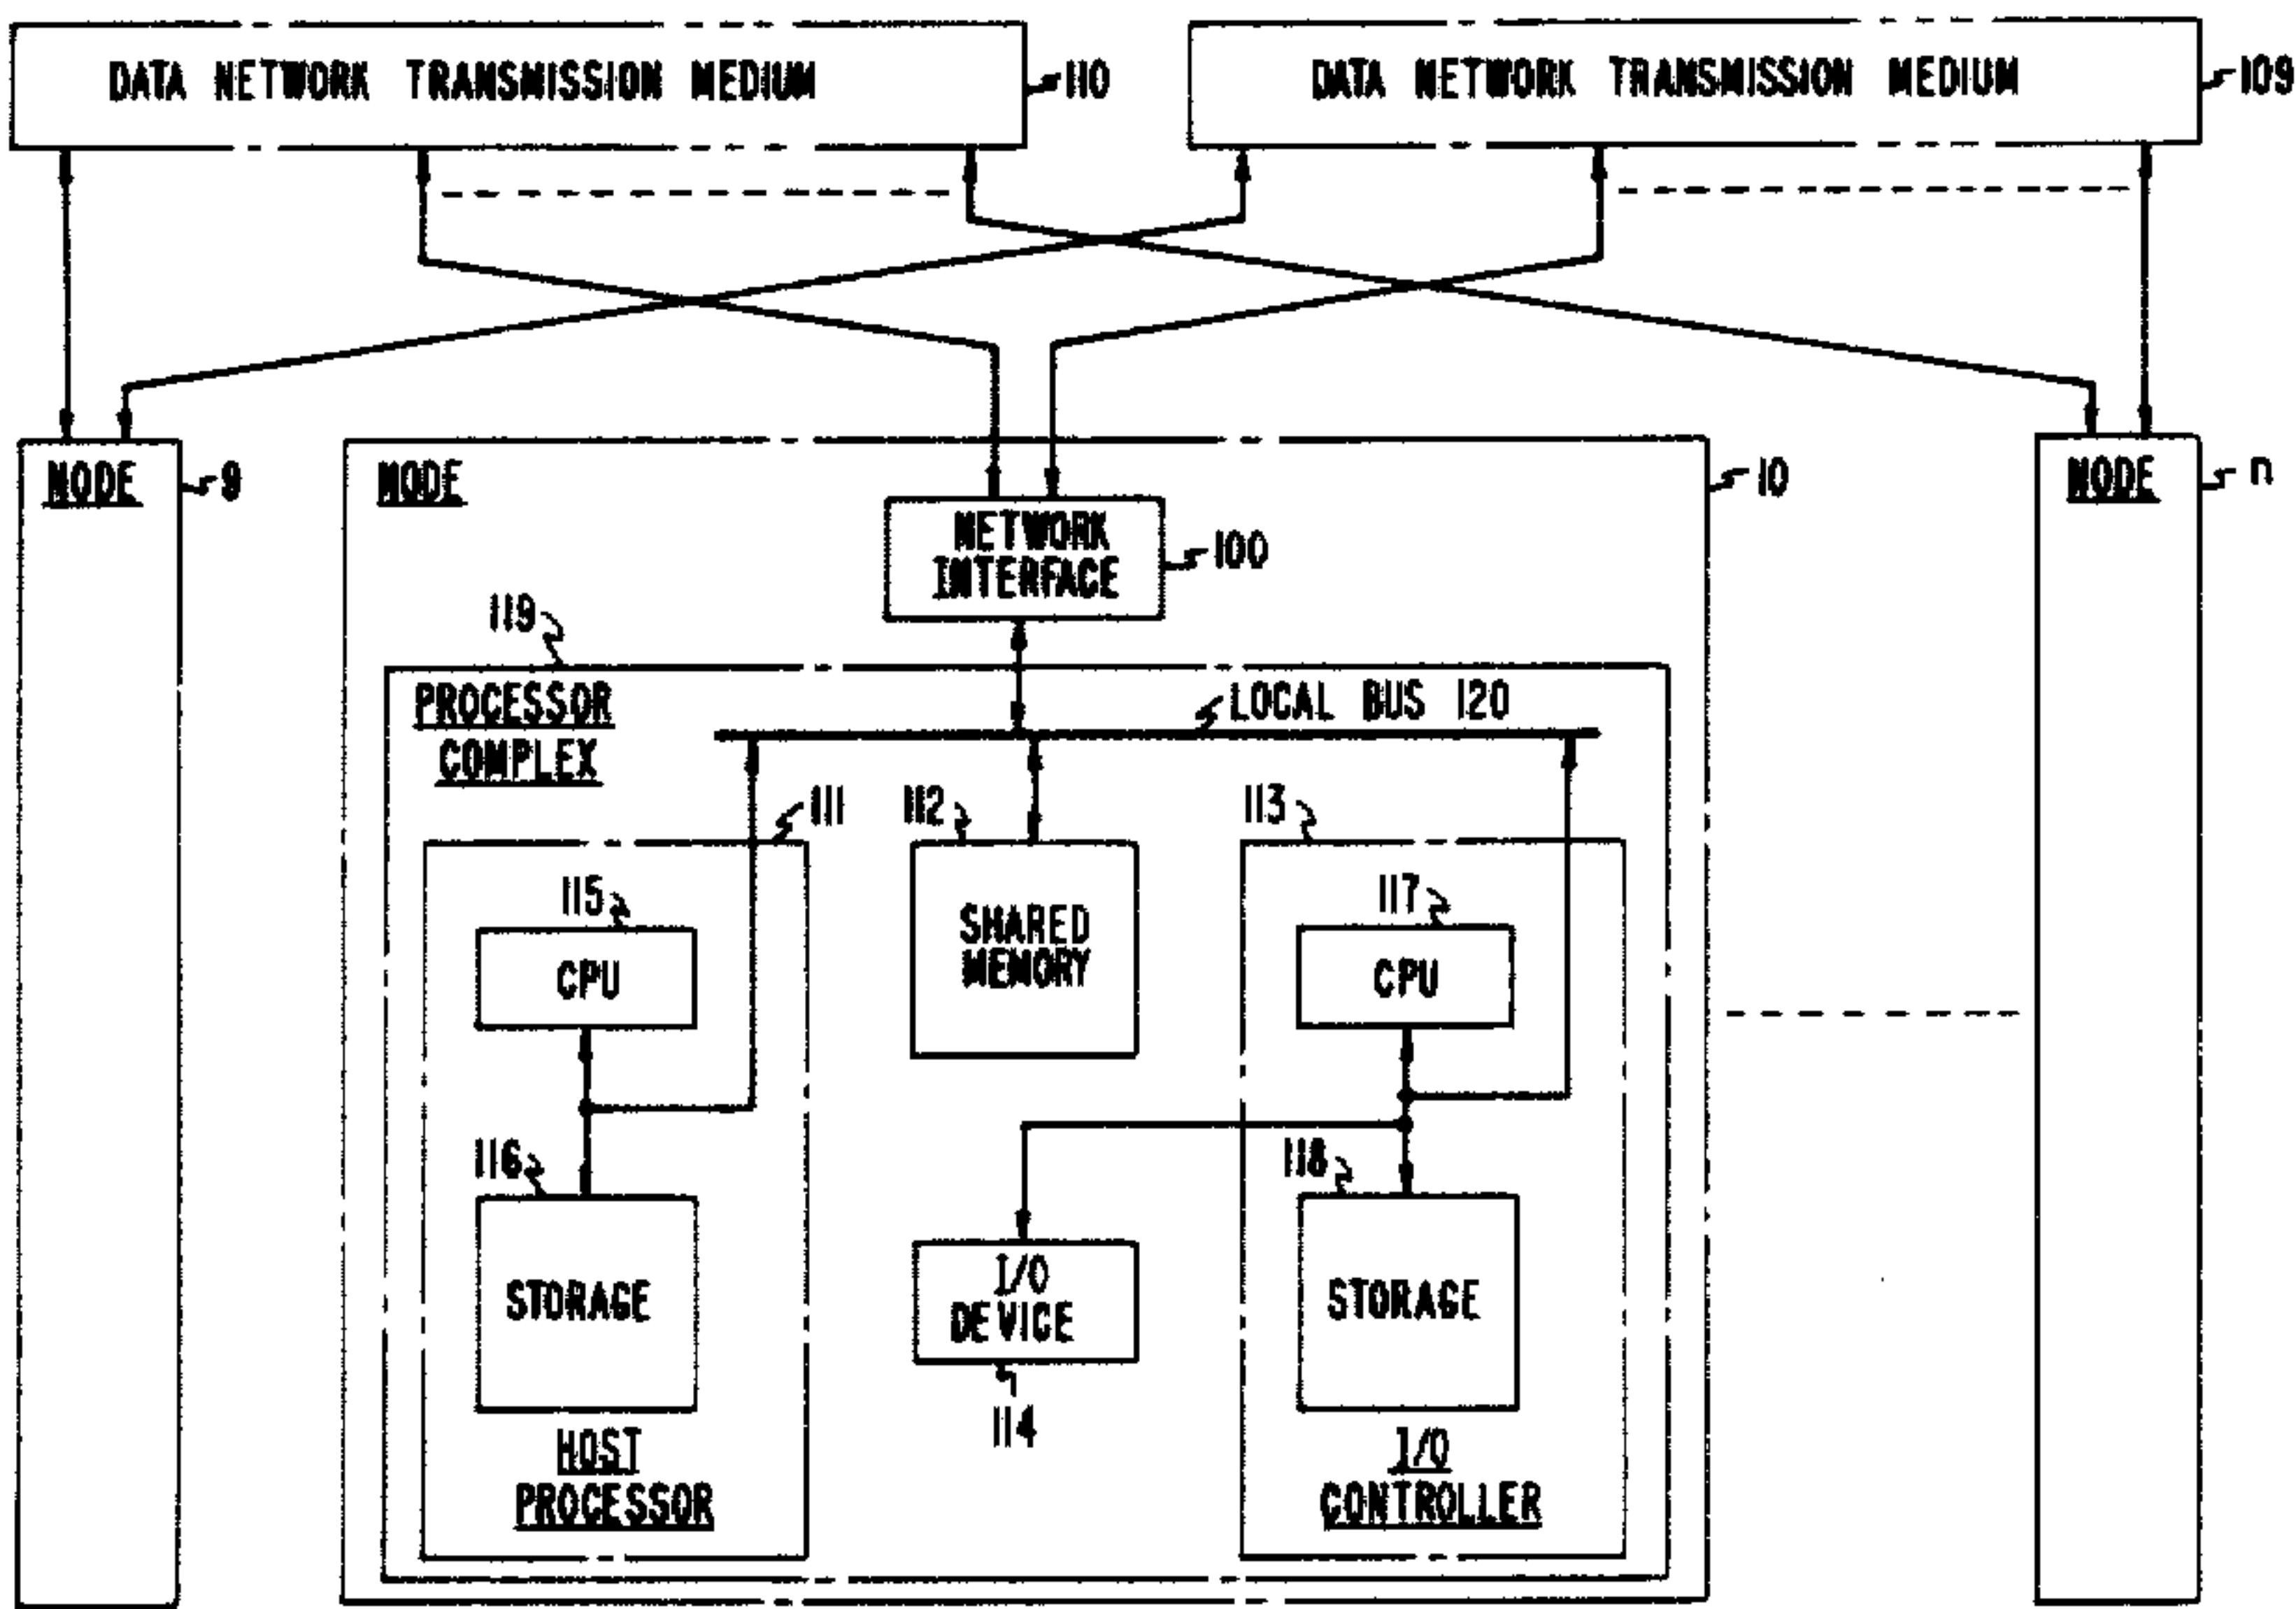 DATA NETWORK TRANSMISSION MEDIUM
110
DATA NETWORK TRANSMISSION MEDIUM
109
NODE
9
NODE
10
NODE
n
NETWORK
INTERFACE
100
119
PROCESSOR
COMPLEX
LOCAL BUS 120
111
112
113
115
CPU
SHARED
MEMORY
117
CPU
116
STORAGE
118
STORAGE
I/O
DEVICE
114
HOST
PROCESSOR
I/O
CONTROLLER